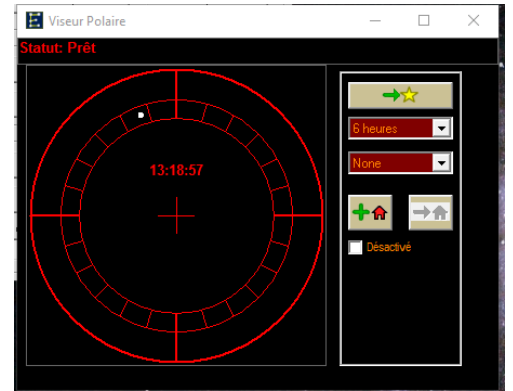 Viseur Polaire
Statut: Prêt
13:18:57
6 heures
None
Désactivé